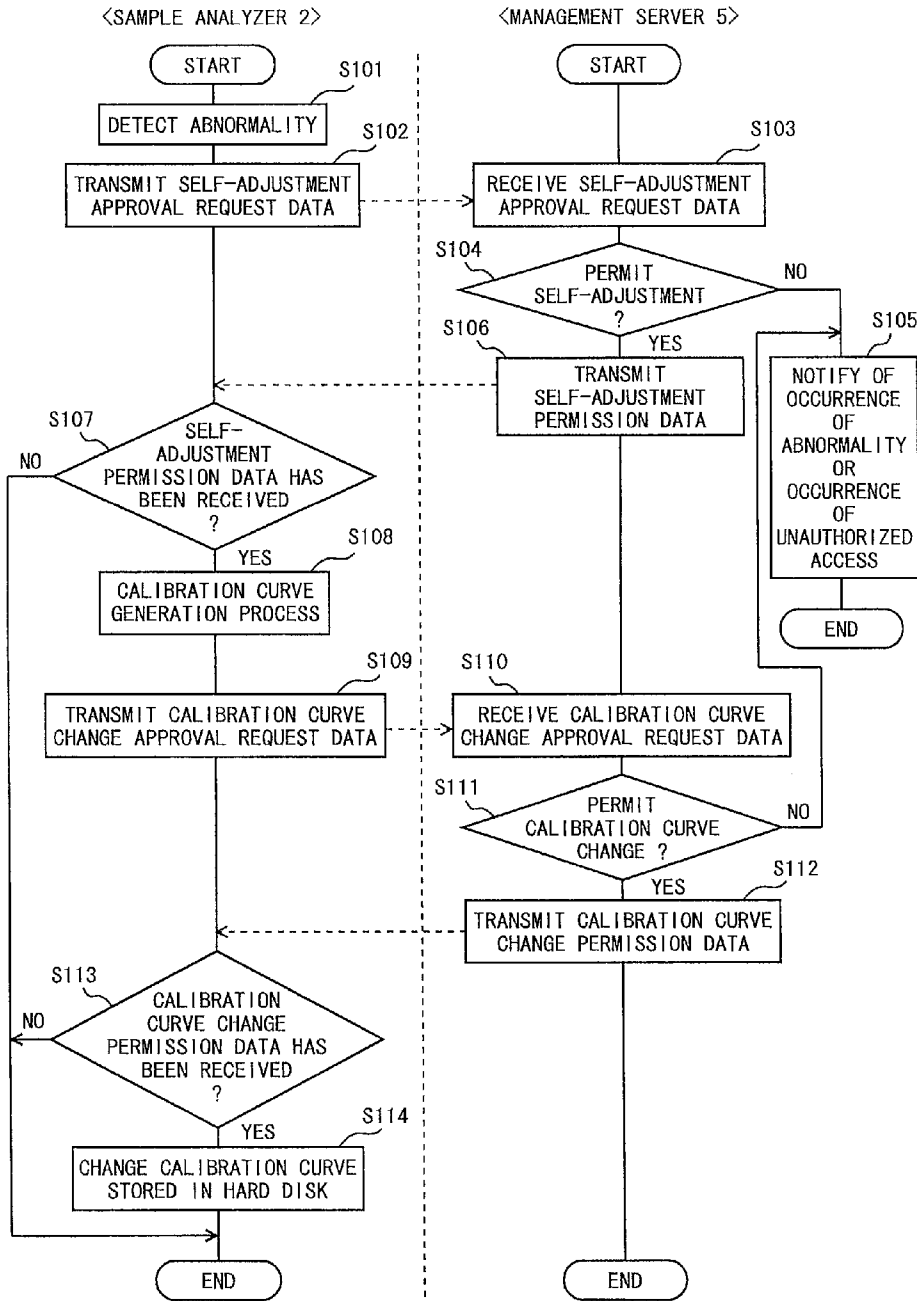 <SAMPLE ANALYZER 2>
<MANAGEMENT SERVER 5>
START
START
S101
DETECT ABNORMALITY
S102
TRANSMIT SELF-ADJUSTMENT
APPROVAL REQUEST DATA
S103
RECEIVE SELF-ADJUSTMENT
APPROVAL REQUEST DATA
S104
PERMIT
SELF-ADJUSTMENT
?
NO
YES
S105
NOTIFY OF
OCCURRENCE
OF
ABNORMALITY
OR
OCCURRENCE
OF
UNAUTHORIZED
ACCESS
END
S106
TRANSMIT
SELF-ADJUSTMENT
PERMISSION DATA
S107
SELF-
ADJUSTMENT
PERMISSION DATA HAS
BEEN RECEIVED
?
NO
YES
S108
CALIBRATION CURVE
GENERATION PROCESS
S109
TRANSMIT CALIBRATION CURVE
CHANGE APPROVAL REQUEST DATA
S110
RECEIVE CALIBRATION CURVE
CHANGE APPROVAL REQUEST DATA
S111
PERMIT
CALIBRATION CURVE
CHANGE ?
NO
YES
S112
TRANSMIT CALIBRATION CURVE
CHANGE PERMISSION DATA
S113
CALIBRATION
CURVE CHANGE
PERMISSION DATA HAS
BEEN RECEIVED
?
NO
YES
S114
CHANGE CALIBRATION CURVE
STORED IN HARD DISK
END
END